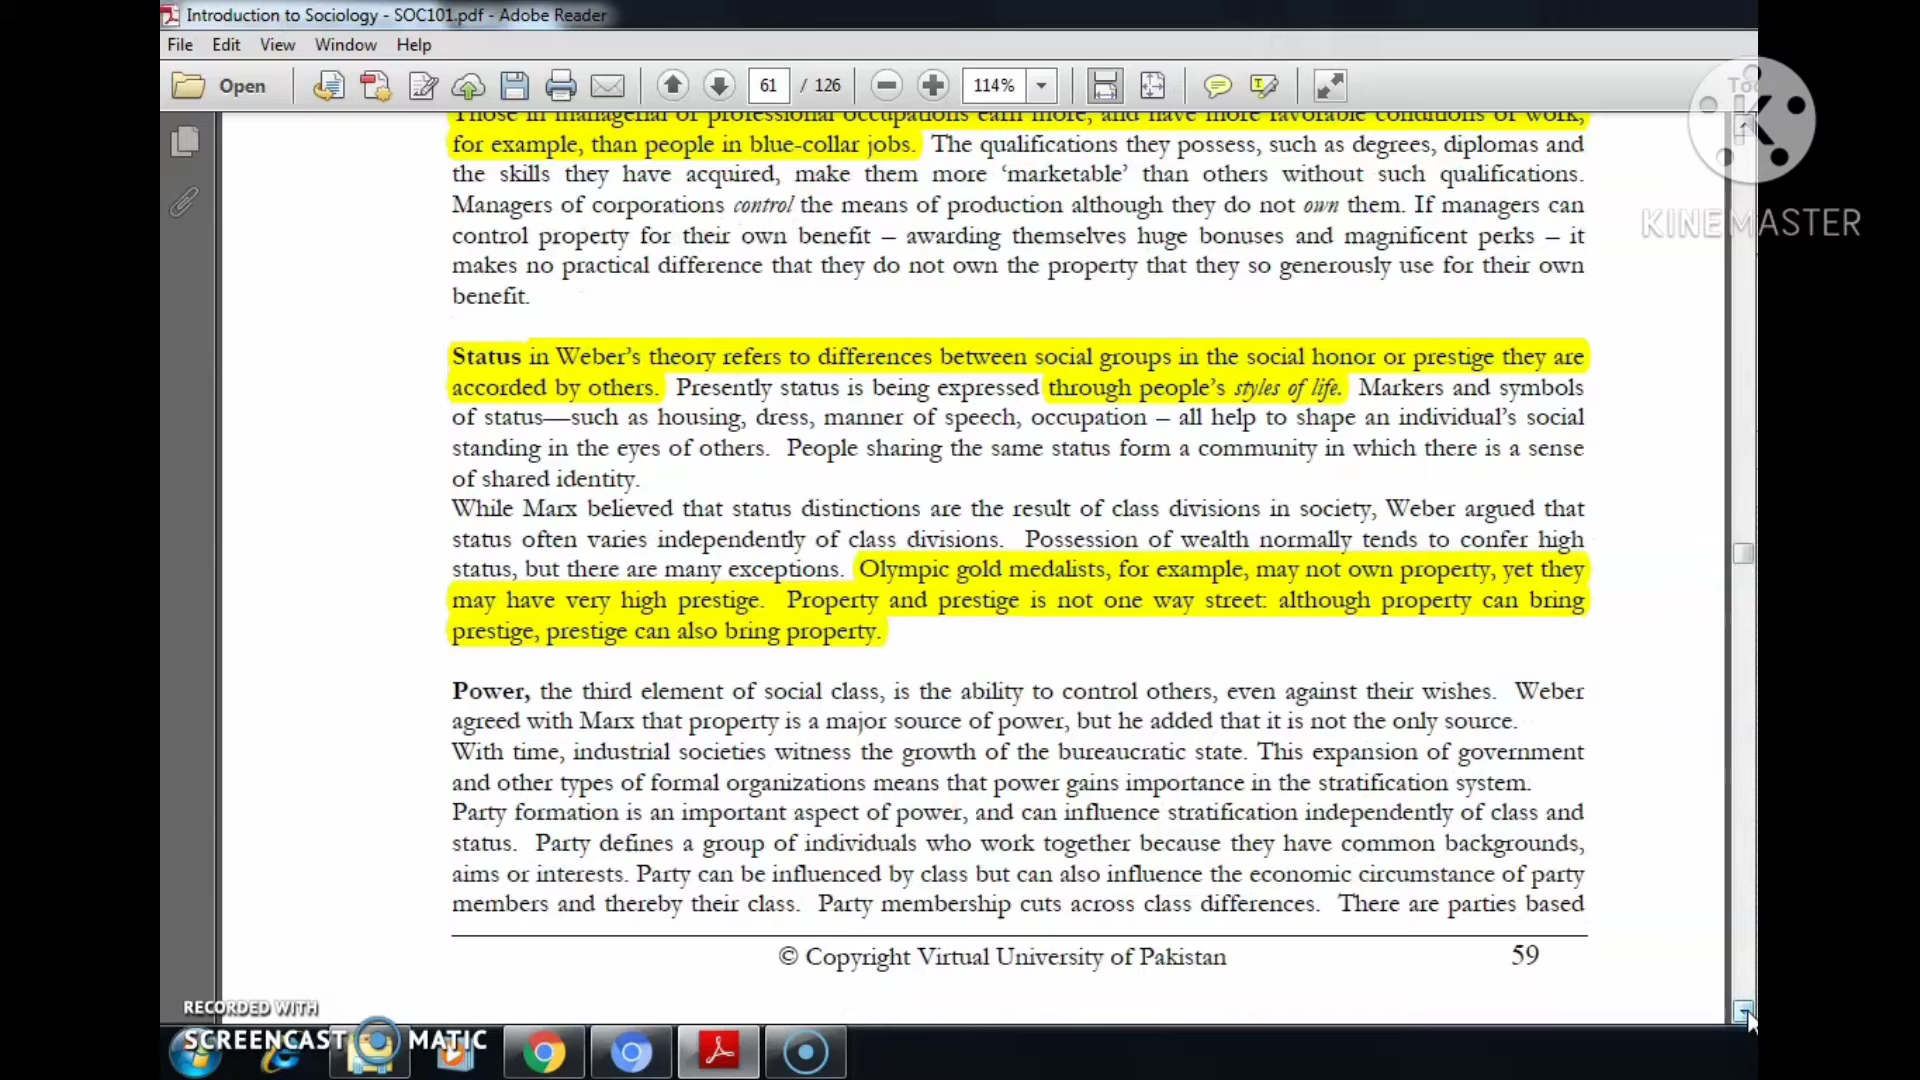 Introduction to Sociology - SOC101.pdf - Adobe Reader
File Edit View Window Help
Open 61 / 126 114%
Those in managerial or professional occupations earn more, and have more favorable conditions of work,
for example, than people in blue-collar jobs. The qualifications they possess, such as degrees, diplomas and
the skills they have acquired, make them more ‘marketable’ than others without such qualifications.
Managers of corporations control the means of production although they do not own them. If managers can
control property for their own benefit – awarding themselves huge bonuses and magnificent perks – it
makes no practical difference that they do not own the property that they so generously use for their own
benefit.
Status in Weber’s theory refers to differences between social groups in the social honor or prestige they are
accorded by others. Presently status is being expressed through people’s styles of life. Markers and symbols
of status—such as housing, dress, manner of speech, occupation – all help to shape an individual’s social
standing in the eyes of others. People sharing the same status form a community in which there is a sense
of shared identity.
While Marx believed that status distinctions are the result of class divisions in society, Weber argued that
status often varies independently of class divisions. Possession of wealth normally tends to confer high
status, but there are many exceptions. Olympic gold medalists, for example, may not own property, yet they
may have very high prestige. Property and prestige is not one way street: although property can bring
prestige, prestige can also bring property.
Power, the third element of social class, is the ability to control others, even against their wishes. Weber
agreed with Marx that property is a major source of power, but he added that it is not the only source.
With time, industrial societies witness the growth of the bureaucratic state. This expansion of government
and other types of formal organizations means that power gains importance in the stratification system.
Party formation is an important aspect of power, and can influence stratification independently of class and
status. Party defines a group of individuals who work together because they have common backgrounds,
aims or interests. Party can be influenced by class but can also influence the economic circumstance of party
members and thereby their class. Party membership cuts across class differences. There are parties based
© Copyright Virtual University of Pakistan 59
K
KINEMASTER
RECORDED WITH
SCREENCAST MATIC